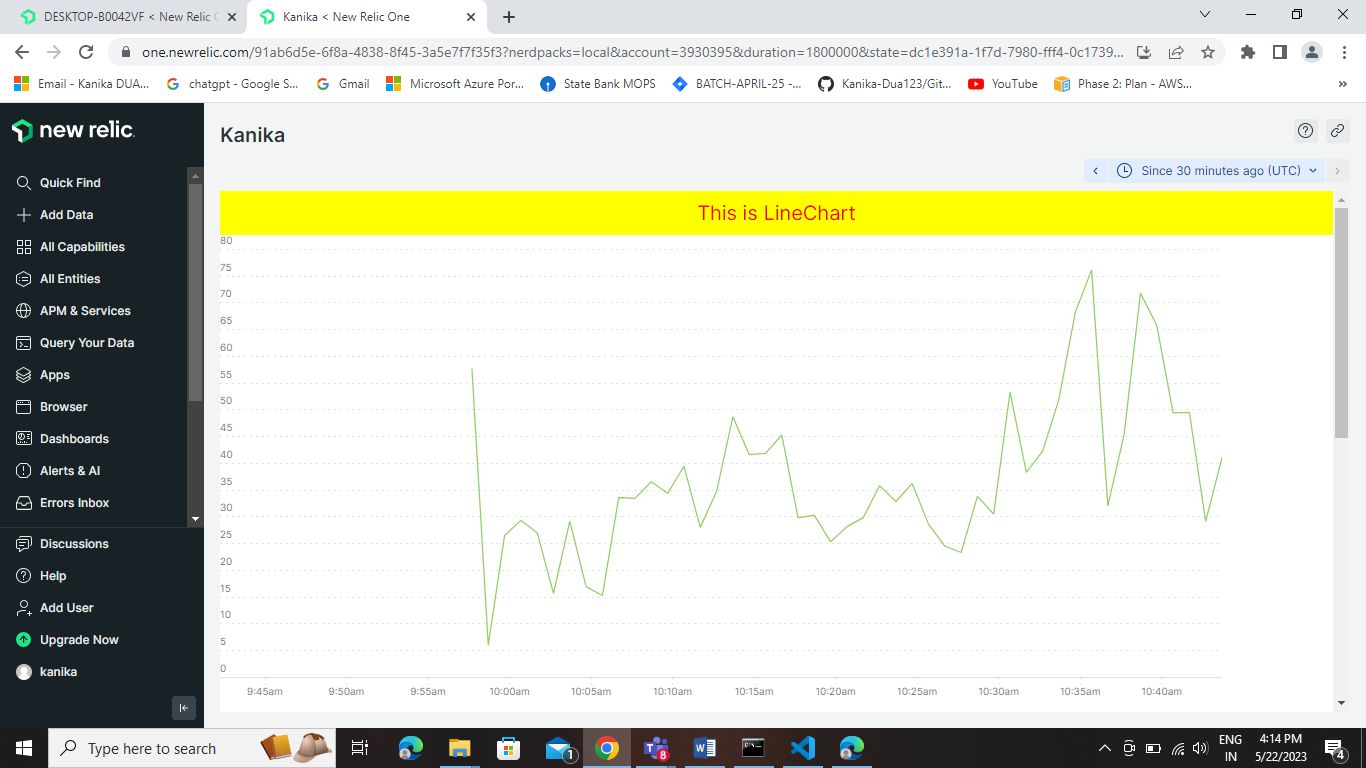 DESKTOP-B0042VF < New Relic O
Kanika < New Relic One
one.newrelic.com/91ab6d5e-6f8a-4838-8f45-3a5e7f7f35f3?nerdpacks=local&account=3930395&duration=1800000&state=dc1e391a-1f7d-7980-fff4-0c1739...
Email - Kanika DUA...
chatgpt - Google S...
Gmail
Microsoft Azure Por...
State Bank MOPS
BATCH-APRIL-25 -...
Kanika-Dua123/Git...
YouTube
Phase 2: Plan - AWS...
new relic.
Quick Find
Add Data
All Capabilities
All Entities
APM & Services
Query Your Data
Apps
Browser
Dashboards
Alerts & AI
Errors Inbox
Discussions
Help
Add User
Upgrade Now
kanika
Kanika
Since 30 minutes ago (UTC)
This is LineChart
80
75
70
65
60
55
50
45
40
35
30
25
20
15
10
5
0
9:45am 9:50am 9:55am 10:00am 10:05am 10:10am 10:15am 10:20am 10:25am 10:30am 10:35am 10:40am
Type here to search
1
8
ENG
IN
4:14 PM
5/22/2023
4